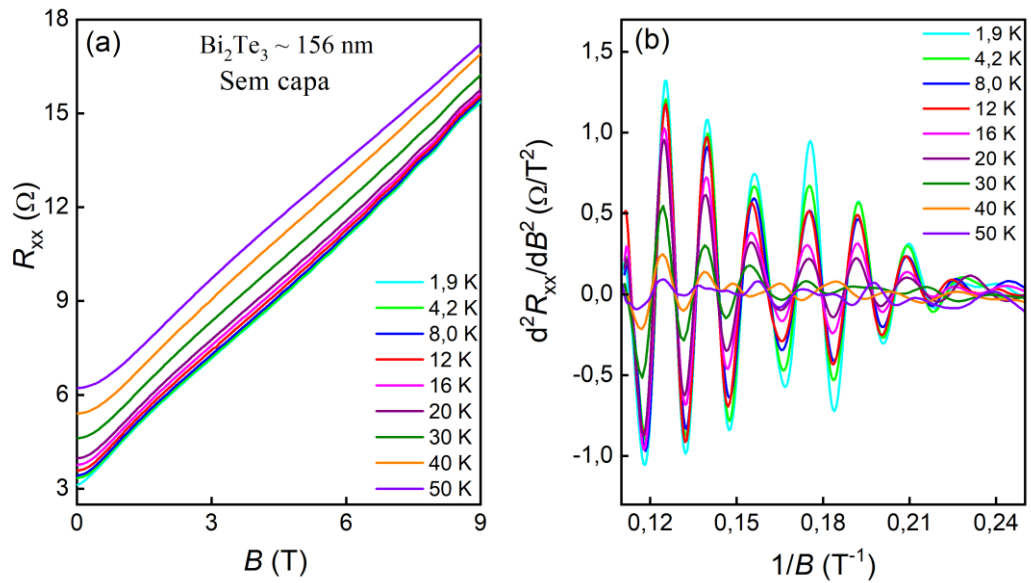 (a)
Bi₂Te₃ ~ 156 nm
Sem capa
18
15
12
9
6
3
Rxx (Ω)
1,9 K
4,2 K
8,0 K
12 K
16 K
20 K
30 K
40 K
50 K
0
3
6
9
B (T)
(b)
1,9 K
4,2 K
8,0 K
12 K
16 K
20 K
30 K
40 K
50 K
1,5
1,0
0,5
0,0
-0,5
-1,0
d²Rxx/dB² (Ω/T²)
0,12
0,15
0,18
0,21
0,24
1/B (T⁻¹)